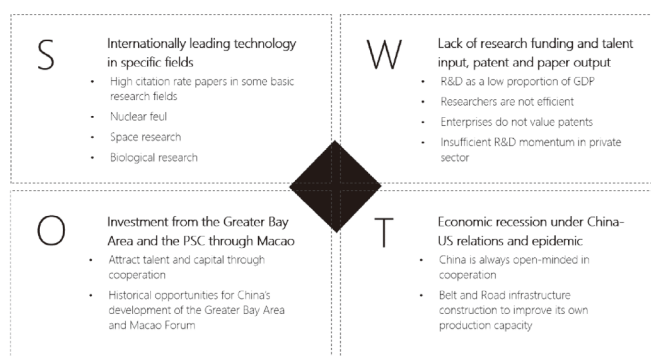 S
Internationally leading technology
in specific fields
• High citation rate papers in some basic
research fields
• Nuclear feul
• Space research
• Biological research
W
Lack of research funding and talent
input, patent and paper output
• R&D as a low proportion of GDP
• Researchers are not efficient
• Enterprises do not value patents
• Insufficient R&D momentum in private
sector
O
Investment from the Greater Bay
Area and the PSC through Macao
• Attract talent and capital through
cooperation
• Historical opportunities for China's
development of the Greater Bay Area
and Macao Forum
T
Economic recession under China-
US relations and epidemic
• China is always open-minded in
cooperation
• Belt and Road infrastructure
construction to improve its own
production capacity